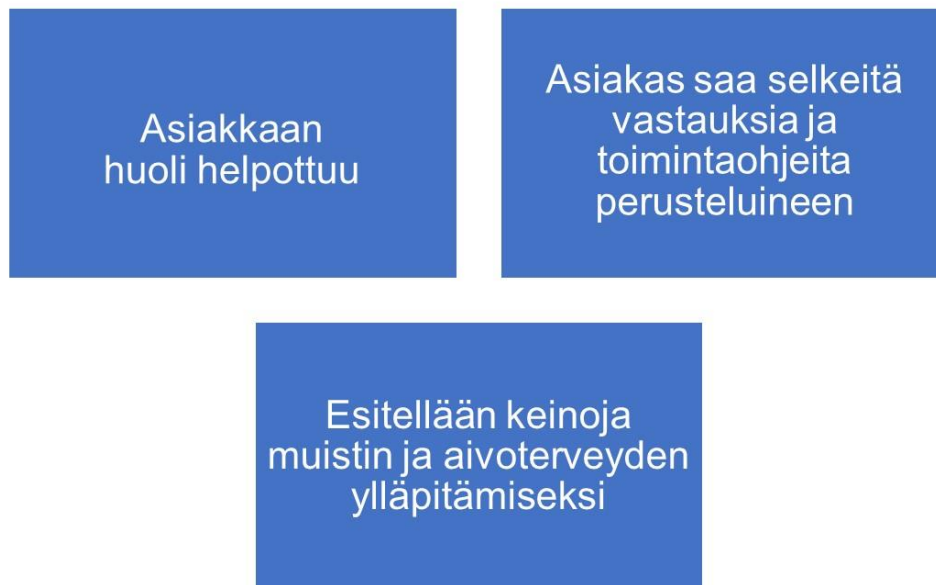 Asiakkaan
huoli helpottuu
Asiakas saa selkeitä
vastauksia ja
toimintaohjeita
perusteluineen
Esitellään keinoja
muistin ja aivoterveyden
ylläpitämiseksi